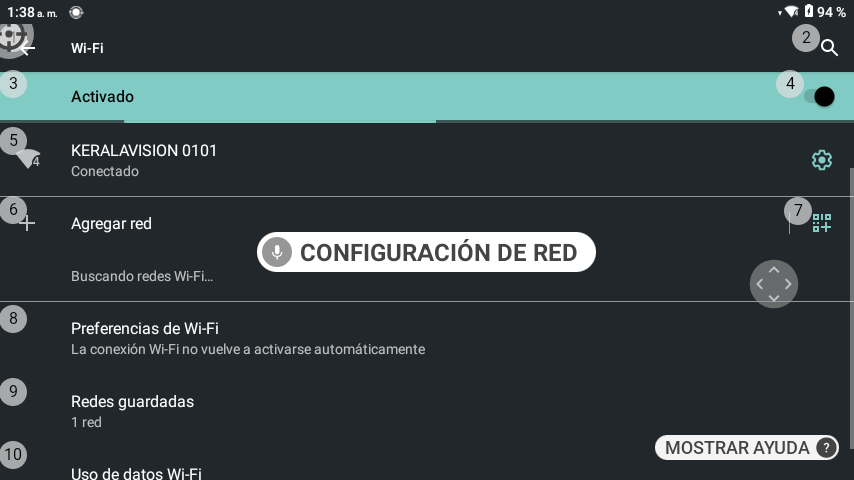 1:38 a. m.
94 %
Wi-Fi
2
3
Activado
4
5
4
KERALAVISION 0101
Conectado
6
Agregar red
7
CONFIGURACIÓN DE RED
Buscando redes Wi-Fi…
8
Preferencias de Wi-Fi
La conexión Wi-Fi no vuelve a activarse automáticamente
9
Redes guardadas
1 red
MOSTRAR AYUDA ?
10
Uso de datos Wi-Fi